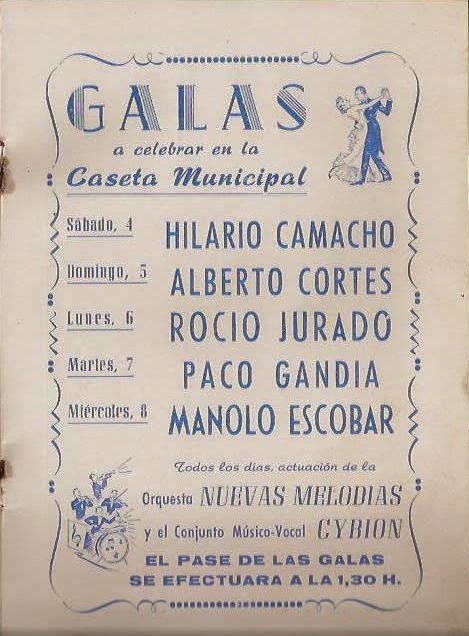 GALAS
a celebrar en la
Caseta Municipal
Sábado, 4 HILARIO CAMACHO
Domingo, 5 ALBERTO CORTES
Lunes, 6 ROCIO JURADO
Martes, 7 PACO GANDIA
Miércoles, 8 MANOLO ESCOBAR
Todos los dias, actuación de la
Orquesta NUEVAS MELODIAS
y el Conjunto Músico-Vocal CYBION
EL PASE DE LAS GALAS
SE EFECTUARA A LA 1,30 H.